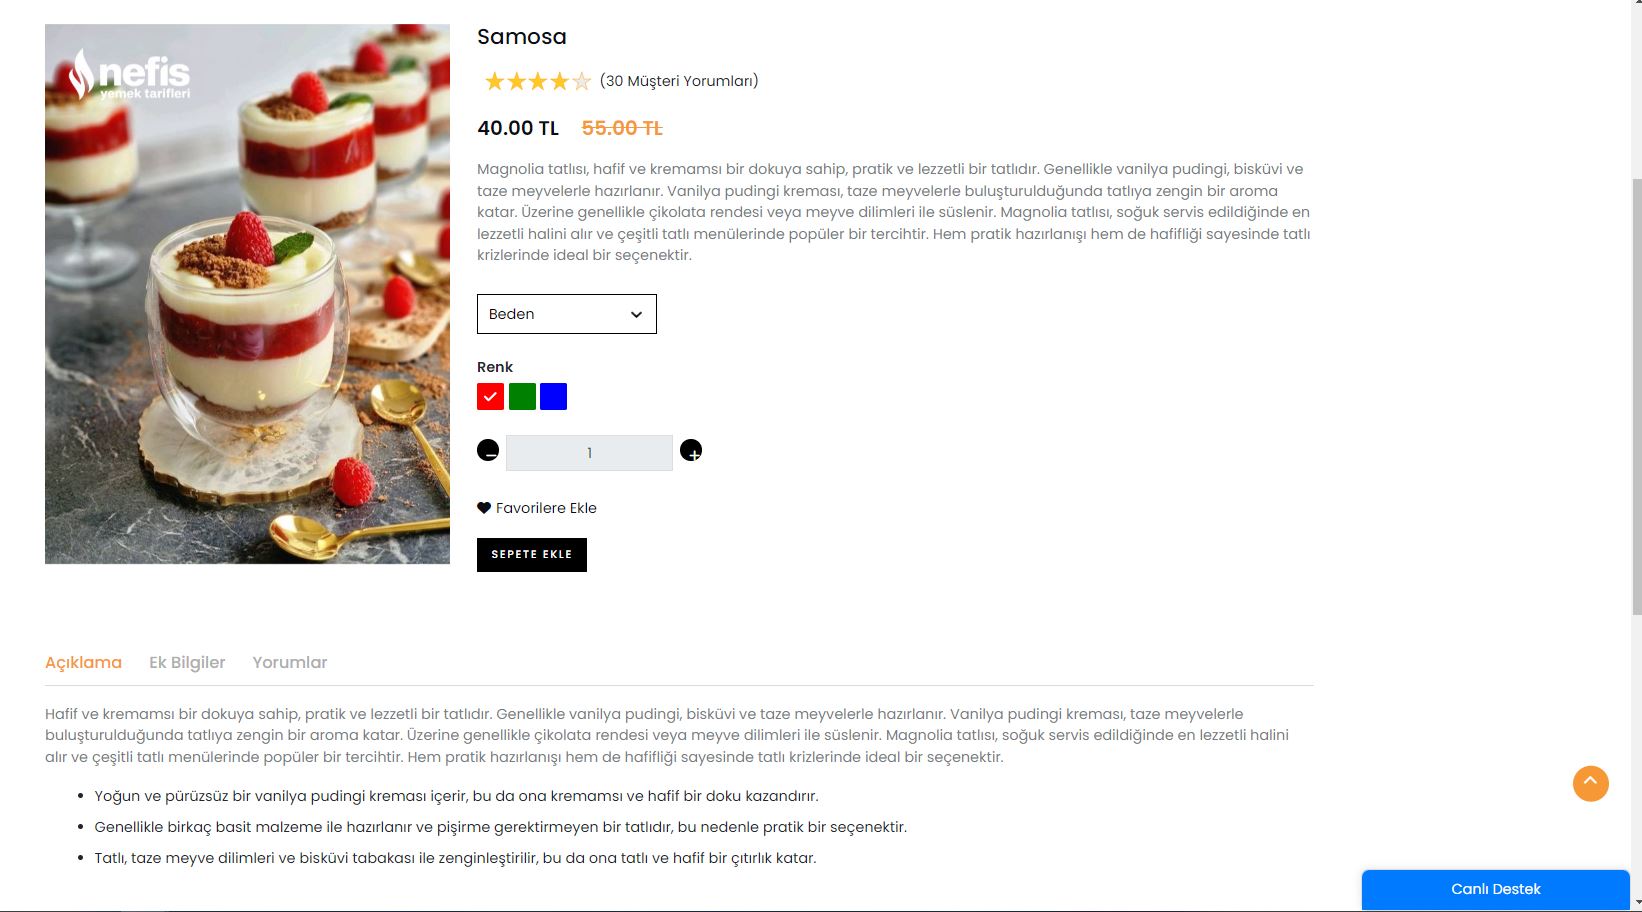 nefis
yemek tarifleri
Samosa
(30 Müşteri Yorumları)
40.00 TL 55.00 TL
Magnolia tatlısı, hafif ve kremamsı bir dokuya sahip, pratik ve lezzetli bir tatlıdır. Genellikle vanilya pudingi, bisküvi ve
taze meyvelerle hazırlanır. Vanilya pudingi kreması, taze meyvelerle buluşturulduğunda tatlıya zengin bir aroma
katar. Üzerine genellikle çikolata rendesi veya meyve dilimleri ile süslenir. Magnolia tatlısı, soğuk servis edildiğinde en
lezzetli halini alır ve çeşitli tatlı menülerinde popüler bir tercihtir. Hem pratik hazırlanışı hem de hafifliği sayesinde tatlı
krizlerinde ideal bir seçenektir.
Beden
Renk
1
Favorilere Ekle
SEPETE EKLE
Açıklama Ek Bilgiler Yorumlar
Hafif ve kremamsı bir dokuya sahip, pratik ve lezzetli bir tatlıdır. Genellikle vanilya pudingi, bisküvi ve taze meyvelerle hazırlanır. Vanilya pudingi kreması, taze meyvelerle
buluşturulduğunda tatlıya zengin bir aroma katar. Üzerine genellikle çikolata rendesi veya meyve dilimleri ile süslenir. Magnolia tatlısı, soğuk servis edildiğinde en lezzetli halini
alır ve çeşitli tatlı menülerinde popüler bir tercihtir. Hem pratik hazırlanışı hem de hafifliği sayesinde tatlı krizlerinde ideal bir seçenektir.
• Yoğun ve pürüzsüz bir vanilya pudingi kreması içerir, bu da ona kremamsı ve hafif bir doku kazandırır.
• Genellikle birkaç basit malzeme ile hazırlanır ve pişirme gerektirmeyen bir tatlıdır, bu nedenle pratik bir seçenektir.
• Tatlı, taze meyve dilimleri ve bisküvi tabakası ile zenginleştirilir, bu da ona tatlı ve hafif bir çıtırlık katar.
Canlı Destek